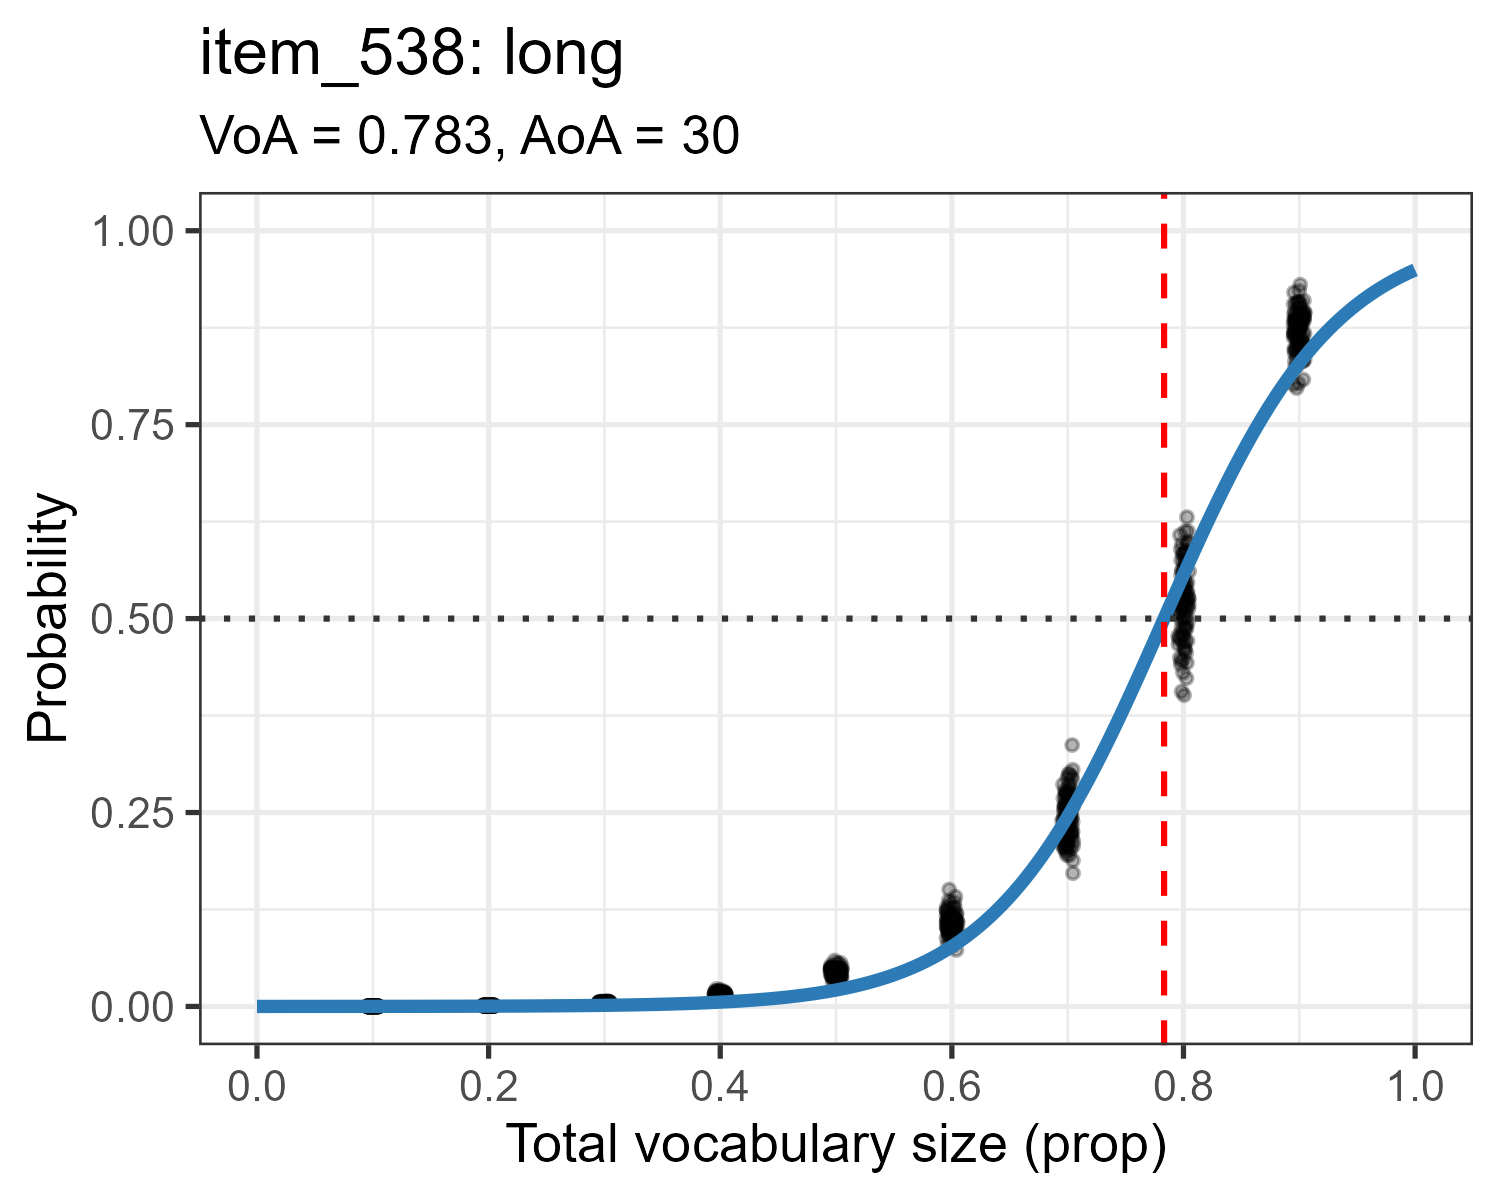 item_538: long
VoA = 0.783, AoA = 30
1.00
0.75
0.50
0.25
0.00
Probability
0.0 0.2 0.4 0.6 0.8 1.0
Total vocabulary size (prop)